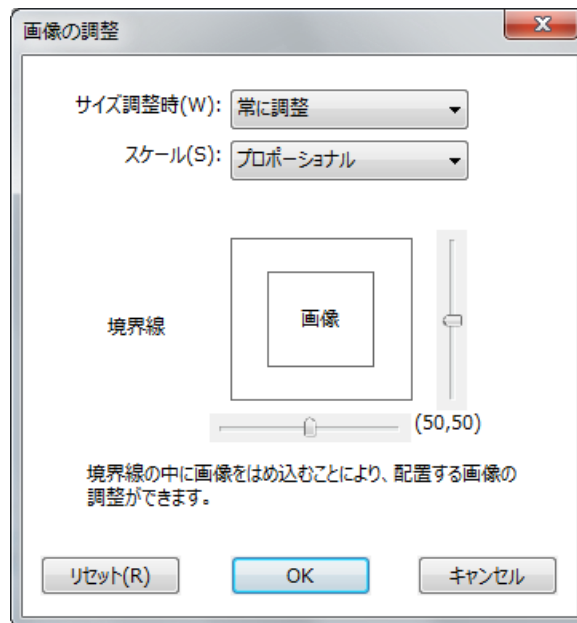 画像の調整
サイズ調整時(W):
常に調整
スケール(S):
プロポーショナル
境界線
画像
(50,50)
境界線の中に画像をはめ込むことにより、配置する画像の
調整ができます。
リセット(R)
OK
キャンセル